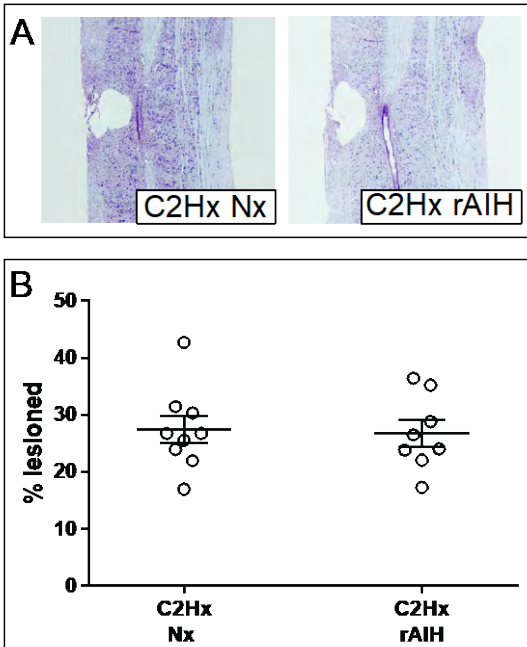 A
C2Hx Nx
C2Hx rAIH
B
% lesioned
50
40
30
20
10
0
C2Hx
Nx
C2Hx
rAIH